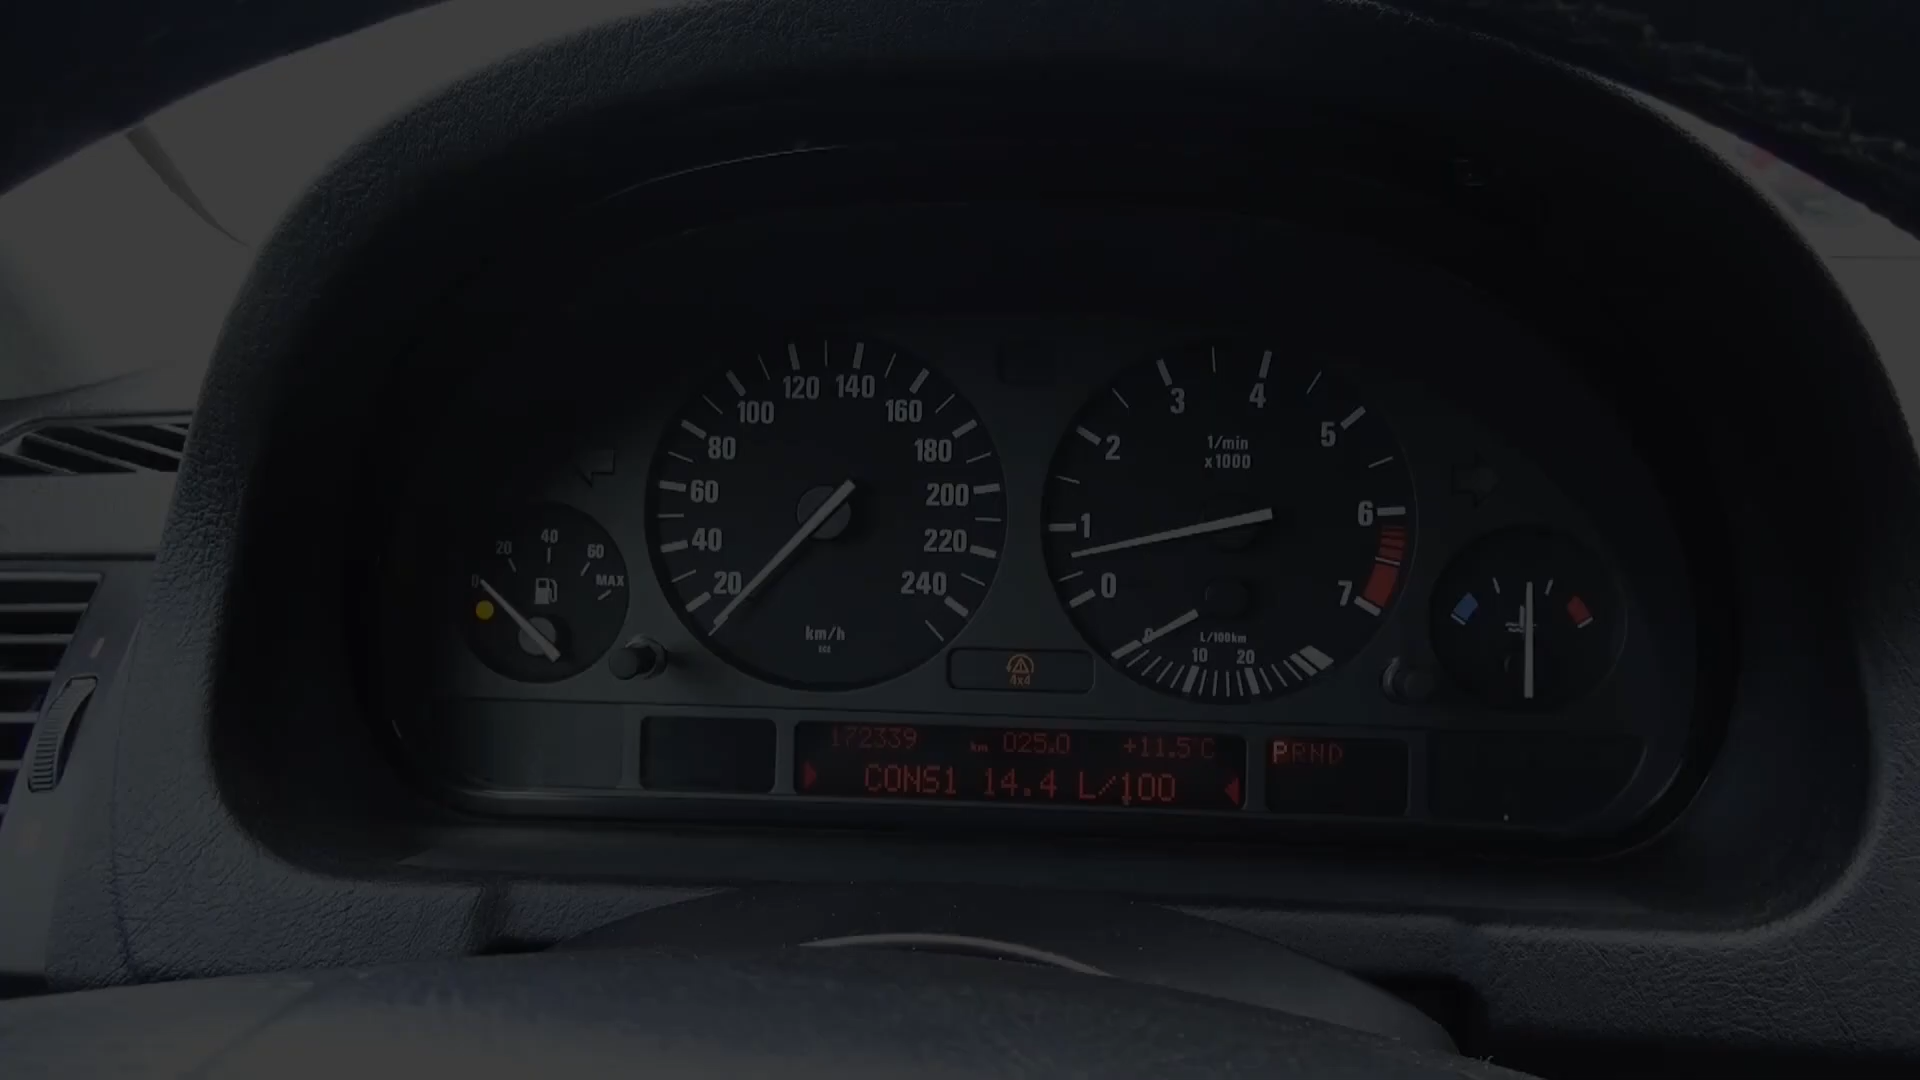 120 140
100 160
80 180
60 200
40 220
20 240
km/h
3 4
2 5
1/min
x1000
1 6
0 7
L/100km
0 10 20
0 20 40 60 MAX
4x4
172339 km 025.0 +11.5°C
CONS1 14.4 L/100
PRND